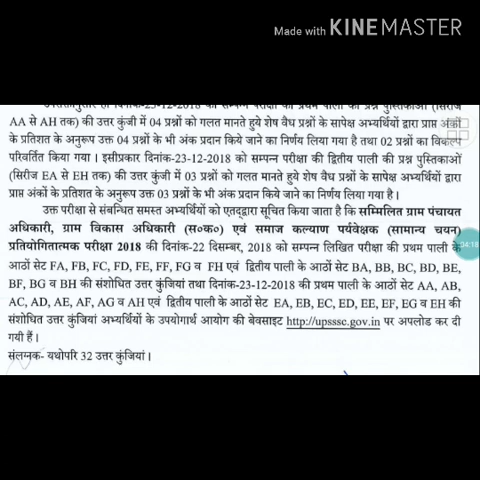 Made with KINEMASTER
दिनांक-23-12-2018 को सम्पन्न परीक्षा की प्रथम पाली की प्रश्न पुस्तिकाओं (सिरीज
AA से AH तक) की उत्तर कुंजी में 04 प्रश्नों को गलत मानते हुये शेष वैध प्रश्नों के सापेक्ष अभ्यर्थियों द्वारा प्राप्त अंकों
के प्रतिशत के अनुरूप उक्त 04 प्रश्नों के भी अंक प्रदान किये जाने का निर्णय लिया गया है तथा 02 प्रश्नों का विकल्प
परिवर्तित किया गया । इसीप्रकार दिनांक-23-12-2018 को सम्पन्न परीक्षा की द्वितीय पाली की प्रश्न पुस्तिकाओं
(सिरीज EA से EH तक) की उत्तर कुंजी में 03 प्रश्नों को गलत मानते हुये शेष वैध प्रश्नों के सापेक्ष अभ्यर्थियों द्वारा
प्राप्त अंकों के प्रतिशत के अनुरूप उक्त 03 प्रश्नों के भी अंक प्रदान किये जाने का निर्णय लिया गया है।
उक्त परीक्षा से संबन्धित समस्त अभ्यर्थियों को एतद्द्वारा सूचित किया जाता है कि सम्मिलित ग्राम पंचायत
अधिकारी, ग्राम विकास अधिकारी (स०क०) एवं समाज कल्याण पर्यवेक्षक (सामान्य चयन)
04:18
प्रतियोगितात्मक परीक्षा 2018 की दिनांक-22 दिसम्बर, 2018 को सम्पन्न लिखित परीक्षा की प्रथम पाली के
आठों सेट FA, FB, FC, FD, FE, FF, FG व FH एवं द्वितीय पाली के आठों सेट BA, BB, BC, BD, BE,
BF, BG व BH की संशोधित उत्तर कुंजियां तथा दिनांक-23-12-2018 की प्रथम पाली के आठों सेट AA, AB,
AC, AD, AE, AF, AG व AH एवं द्वितीय पाली के आठों सेट EA, EB, EC, ED, EE, EF, EG व EH की
संशोधित उत्तर कुंजियां अभ्यर्थियों के उपयोगार्थ आयोग की बेवसाइट http://upsssc.gov.in पर अपलोड कर दी
गयी हैं ।
संलग्नक- यथोपरि 32 उत्तर कुंजियां ।